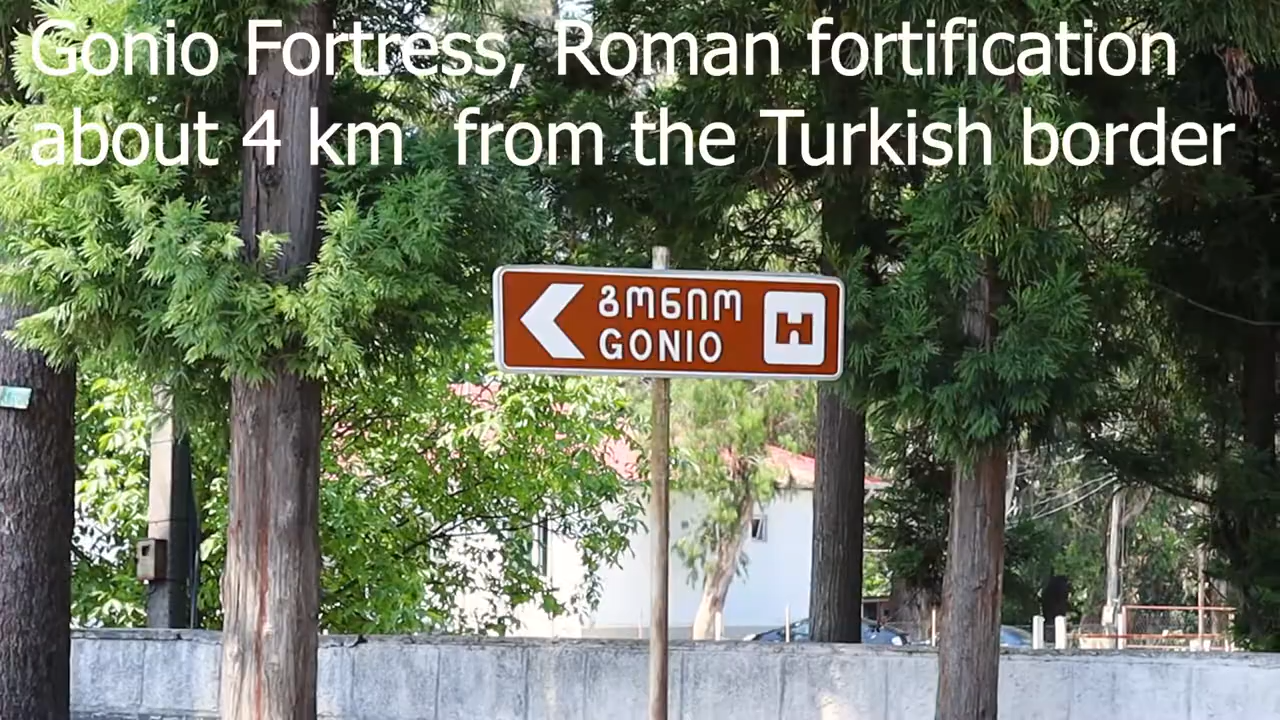 Gonio Fortress, Roman fortification
about 4 km from the Turkish border
გონიო
GONIO